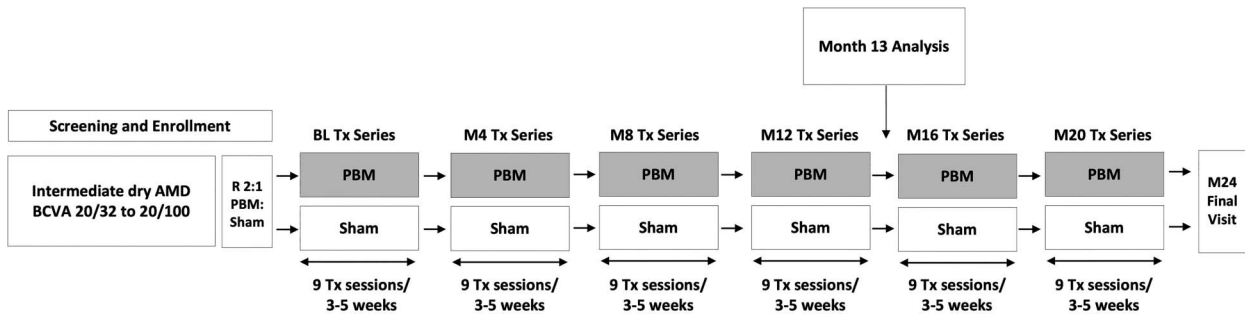 Month 13 Analysis
Screening and Enrollment
BL Tx Series
M4 Tx Series
M8 Tx Series
M12 Tx Series
M16 Tx Series
M20 Tx Series
Intermediate dry AMD
BCVA 20/32 to 20/100
R 2:1
PBM:
Sham
PBM
PBM
PBM
PBM
PBM
PBM
Sham
Sham
Sham
Sham
Sham
Sham
M24
Final
Visit
9 Tx sessions/
3-5 weeks
9 Tx sessions/
3-5 weeks
9 Tx sessions/
3-5 weeks
9 Tx sessions/
3-5 weeks
9 Tx sessions/
3-5 weeks
9 Tx sessions/
3-5 weeks